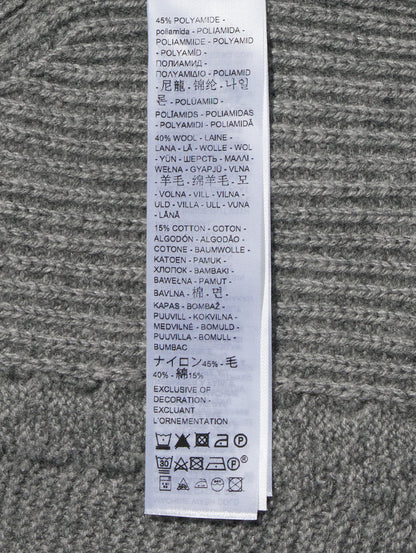 45% POLYAMIDE -
poliamida - POLIAMIDA -
POLIAMMIDE - POLYAMID
- POLYAMİD -
ПОЛИАМИД -
ΠΟΛΥΑΜΙΔΙΟ - POLIAMID
- 尼龍 - 锦纶 - 나일
론 - POLUAMIID -
POLĪAMIDS - POLIAMIDAS
- POLYAMIDI - POLIAMIDĂ
40% WOOL - LAINE -
LANA - LÃ - WOLLE - WOL
- YÜN - ШЕРСТЬ - ΜΑΛΛΙ -
WEŁNA - GYAPJÚ - VLNA
- 羊毛 - 绵羊毛 - 모
- VOLNA - VILL - VILNA -
ULD - VILLA - ULL - VUNA
- LÂNĂ
15% COTTON - COTON -
ALGODÓN - ALGODÃO -
COTONE - BAUMWOLLE -
KATOEN - PAMUK -
ХЛОПОК - ΒΑΜΒΑΚΙ -
BAWEŁNA - PAMUT -
BAVLNA - 棉 - 면 -
KAPAS - BOMBAŽ -
PUUVILL - KOKVILNA -
MEDVILNĖ - BOMULD -
PUUVILLA - BOMULL -
BUMBAC
ナイロン45% - 毛
40% - 綿15%
EXCLUSIVE OF
DECORATION -
EXCLUANT
L'ORNEMENTATION
P
30 P